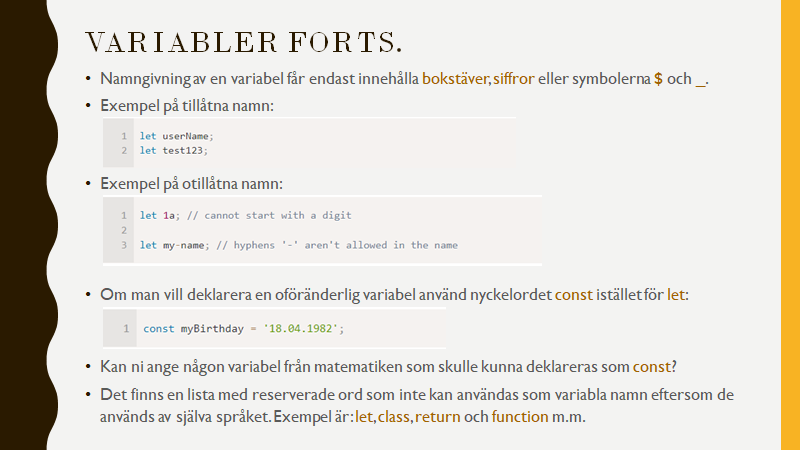 VARIABLER FORTS.
• Namngivning av en variabel får endast innehålla bokstäver, siffror eller symbolerna $ och _.
• Exempel på tillåtna namn:
1 let userName;
2 let test123;
• Exempel på otillåtna namn:
1 let 1a; // cannot start with a digit
2
3 let my-name; // hyphens '-' aren't allowed in the name
• Om man vill deklarera en oföränderlig variabel använd nyckelordet const istället för let:
1 const myBirthday = '18.04.1982';
• Kan ni ange någon variabel från matematiken som skulle kunna deklareras som const?
• Det finns en lista med reserverade ord som inte kan användas som variabla namn eftersom de
används av själva språket. Exempel är: let, class, return och function m.m.